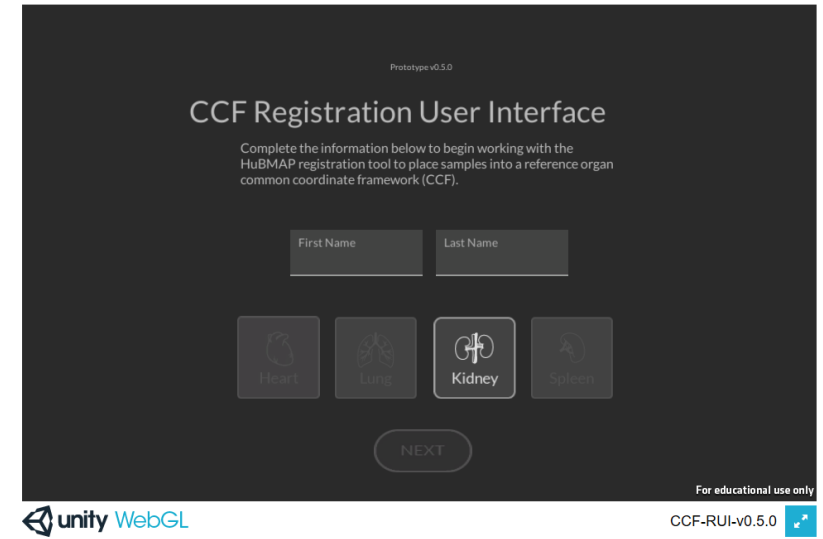 Prototype v0.5.0
CCF Registration User Interface
Complete the information below to begin working with the
HuBMAP registration tool to place samples into a reference organ
common coordinate framework (CCF).
First Name
Last Name
Heart
Lung
Kidney
Spleen
NEXT
For educational use only
unity WebGL
CCF-RUI-v0.5.0